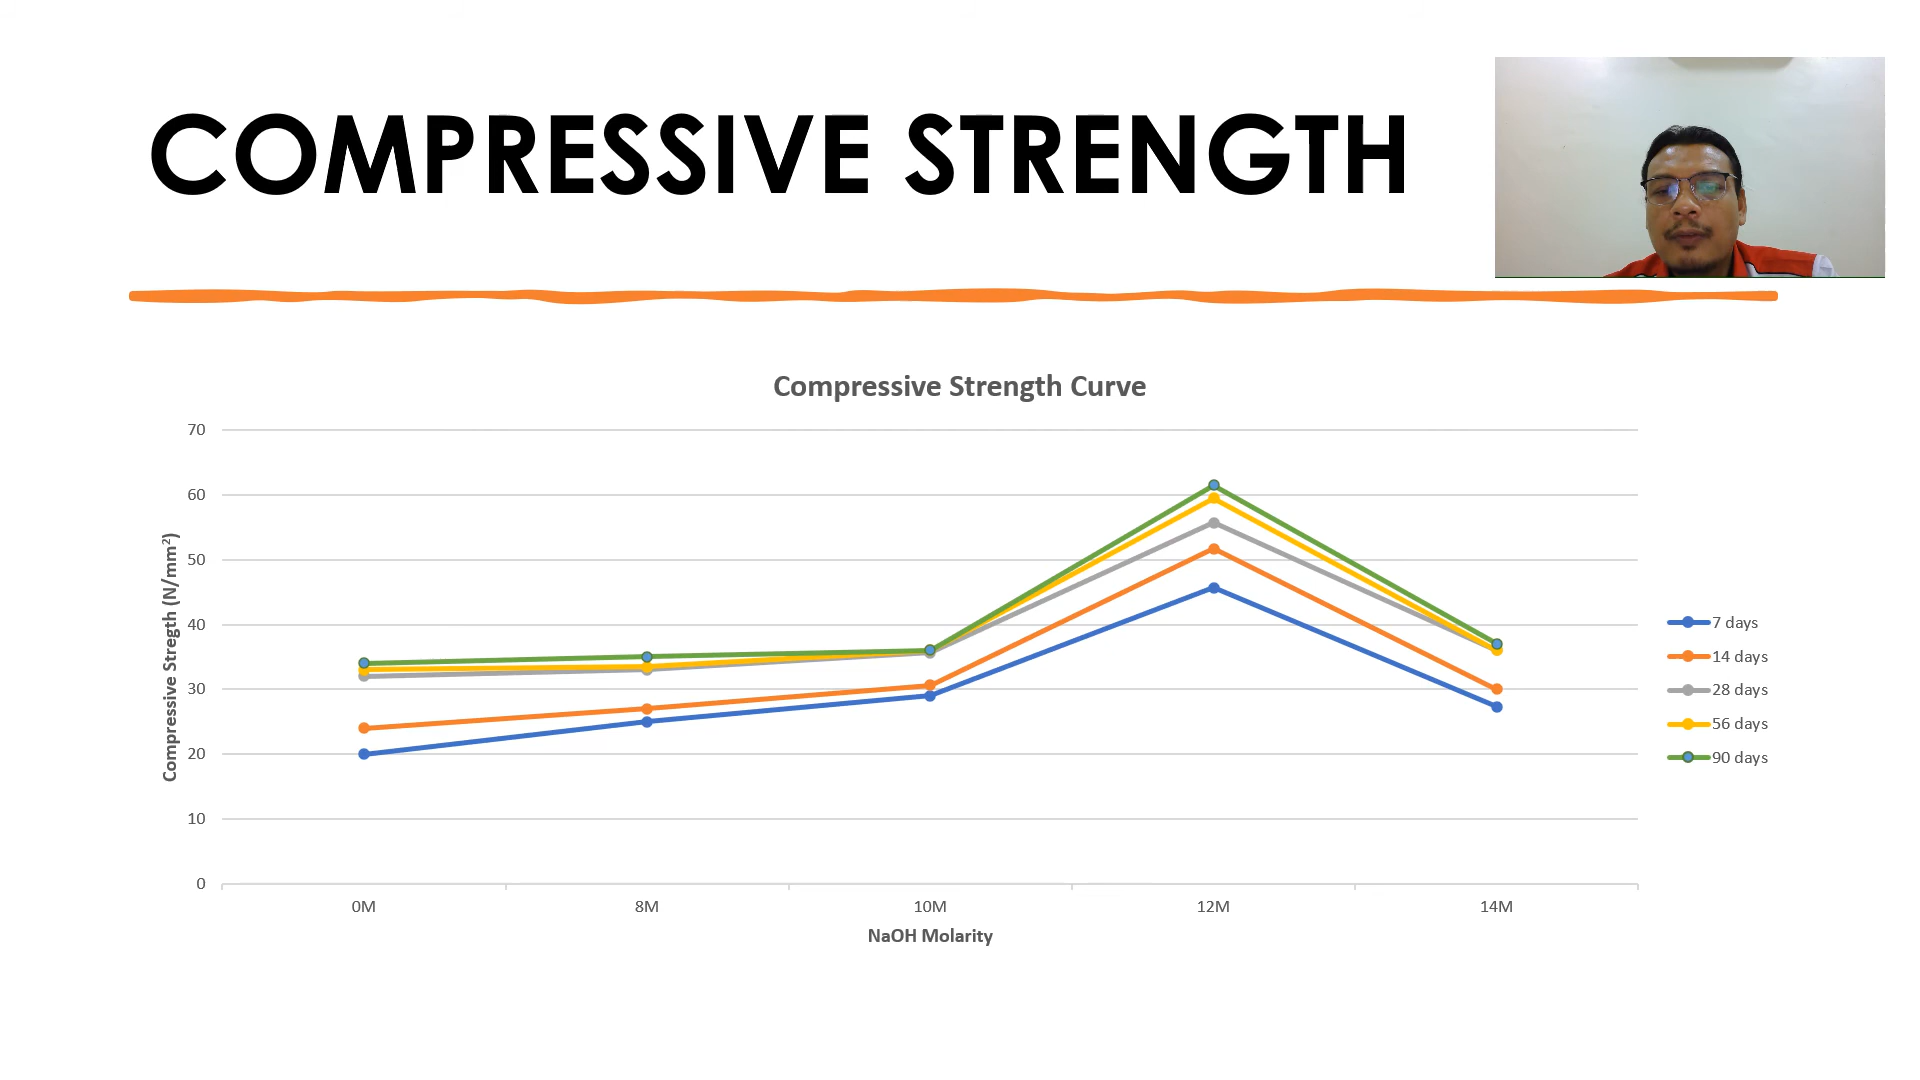 COMPRESSIVE STRENGTH
Compressive Strength Curve
70
60
50
40
30
20
10
0
Compressive Stregth (N/mm²)
0M 8M 10M 12M 14M
NaOH Molarity
7 days
14 days
28 days
56 days
90 days